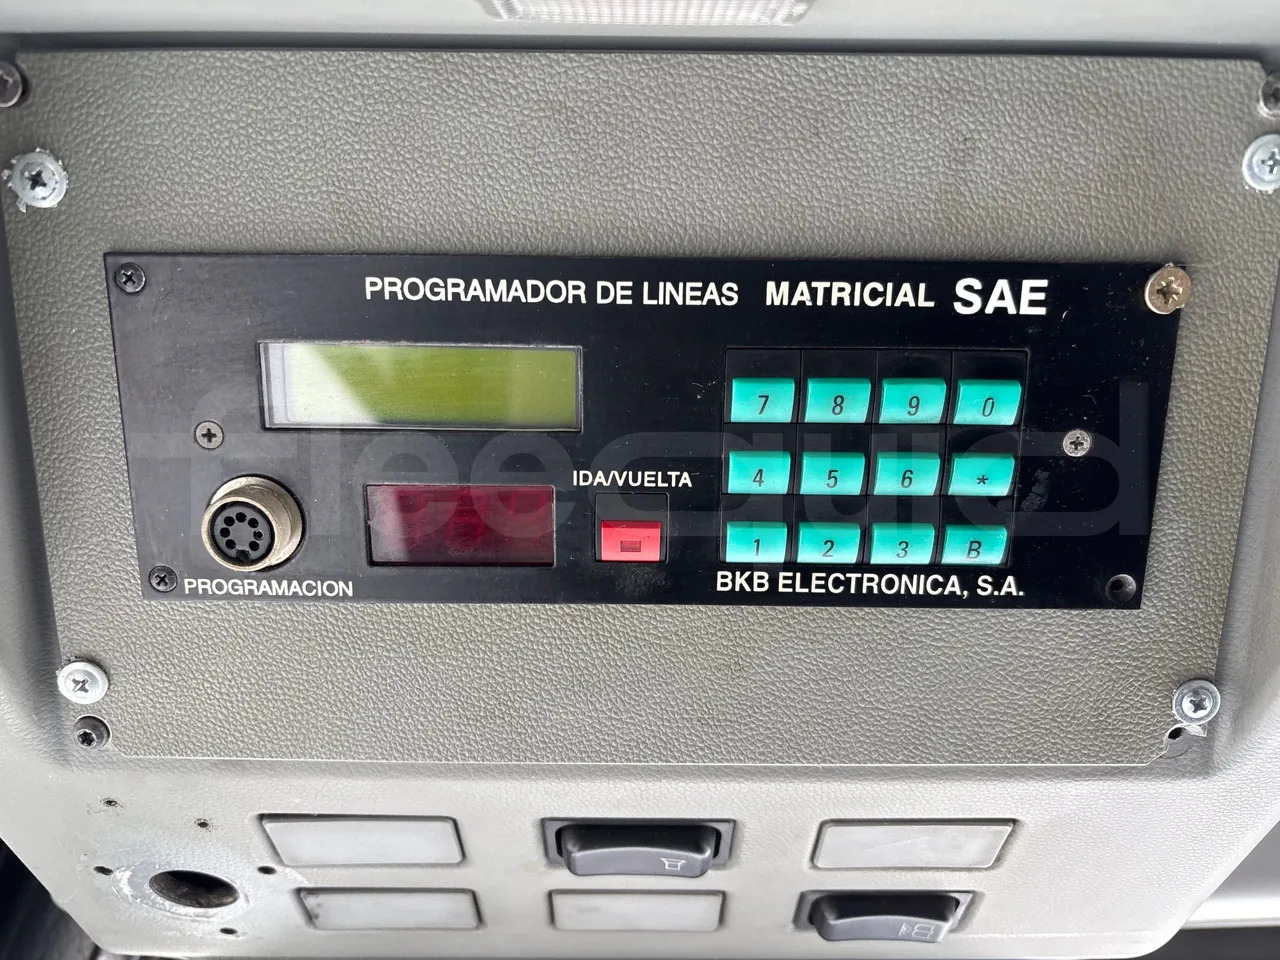 PROGRAMADOR DE LINEAS MATRICIAL SAE
7 8 9 0
4 5 6 *
1 2 3 B
IDA/VUELTA
PROGRAMACION
BKB ELECTRONICA, S.A.
fleequid